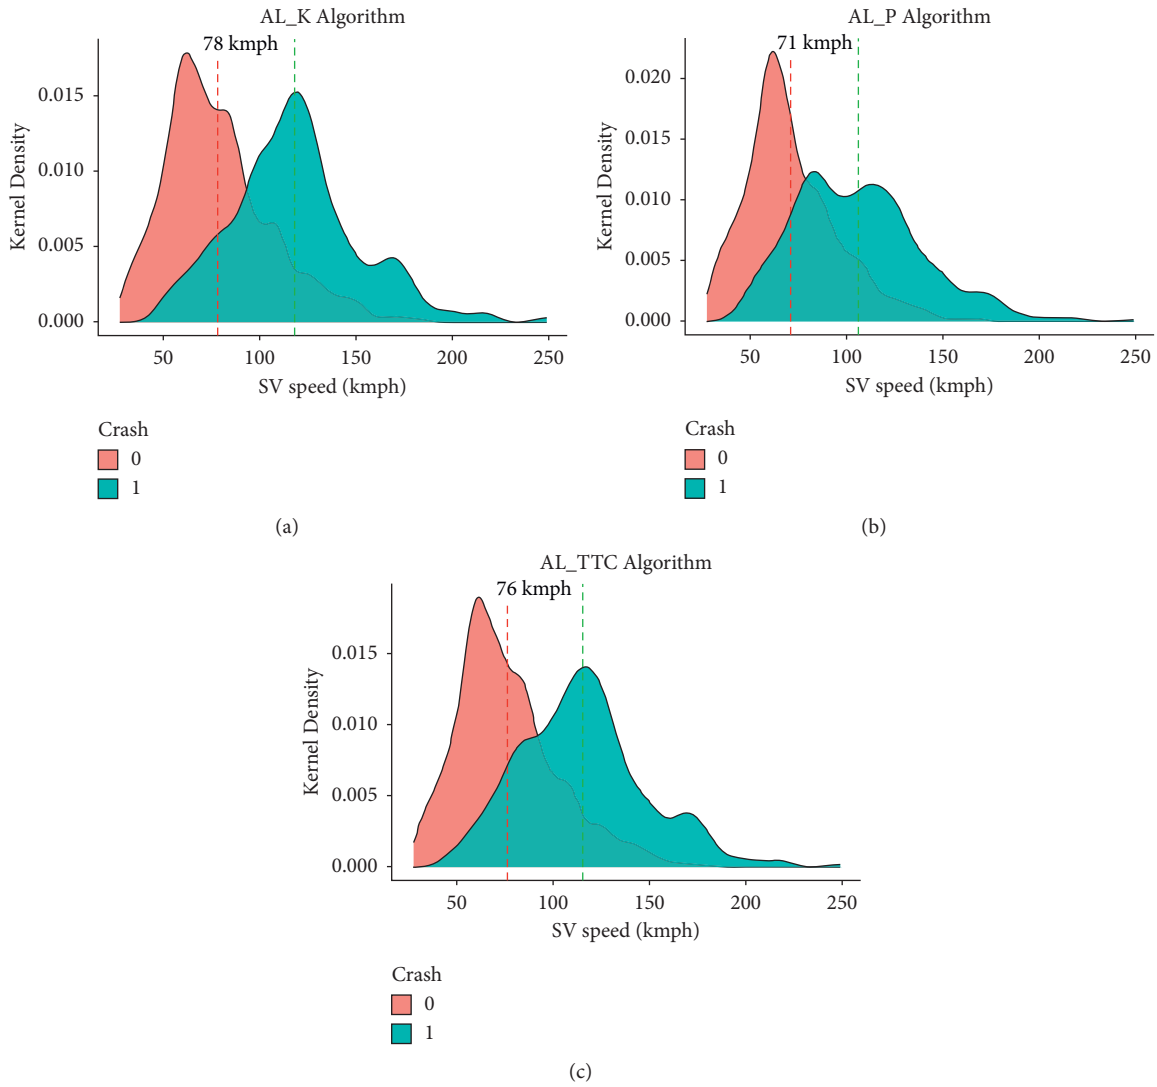 AL_K Algorithm
78 kmph
0.015
0.010
0.005
0.000
Kernel Density
50 100 150 200 250
SV speed (kmph)
Crash
0
1
(a)
AL_P Algorithm
71 kmph
0.020
0.015
0.010
0.005
0.000
Kernel Density
50 100 150 200 250
SV speed (kmph)
Crash
0
1
(b)
AL_TTC Algorithm
76 kmph
0.015
0.010
0.005
0.000
Kernel Density
50 100 150 200 250
SV speed (kmph)
Crash
0
1
(c)